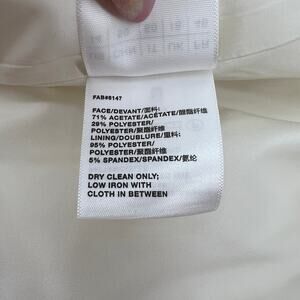 FAB#6147
FACE/DEVANT/面料:
71% ACETATE/ACETATE/醋酯纤维
29% POLYESTER/
POLYESTER/聚酯纤维
LINING/DOUBLURE/里料:
95% POLYESTER/
POLYESTER/聚酯纤维
5% SPANDEX/SPANDEX/氨纶
DRY CLEAN ONLY;
LOW IRON WITH
CLOTH IN BETWEEN